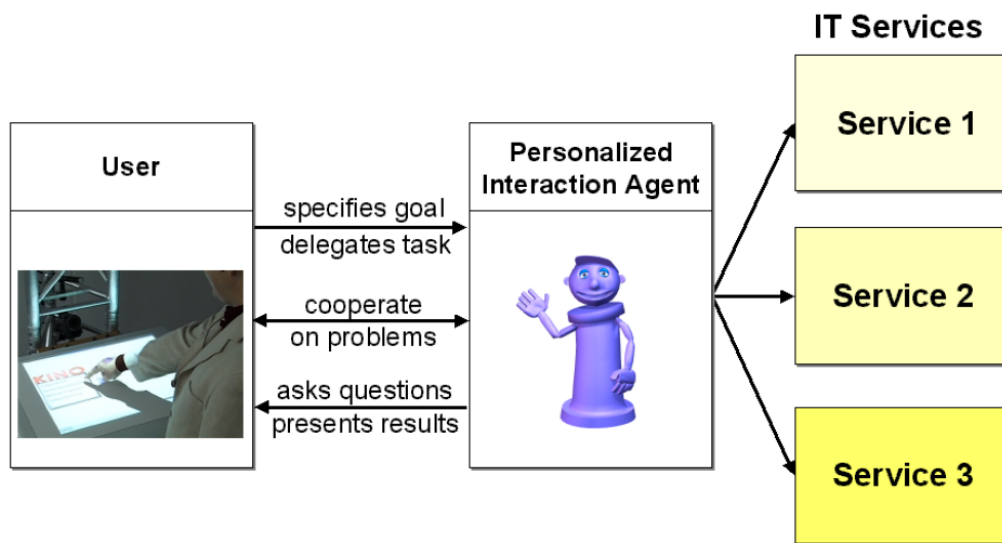 IT Services
User
Personalized
Interaction Agent
specifies goal
delegates task
cooperate
on problems
asks questions
presents results
KINO
Service 1
Service 2
Service 3